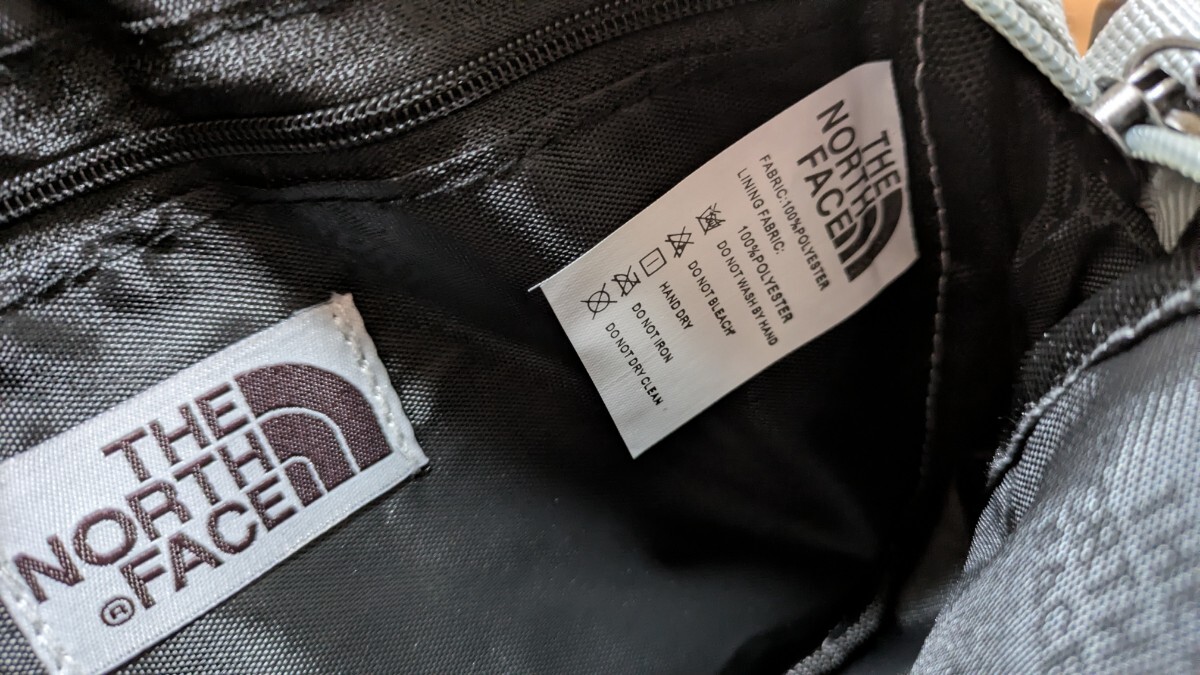 THE
NORTH
FACE
®
THE
NORTH
FACE
FABRIC:100%POLYESTER
LINING FABRIC:
100%POLYESTER
DO NOT WASH BY HAND
DO NOT BLEACH
HAND DRY
DO NOT IRON
DO NOT DRY CLEAN